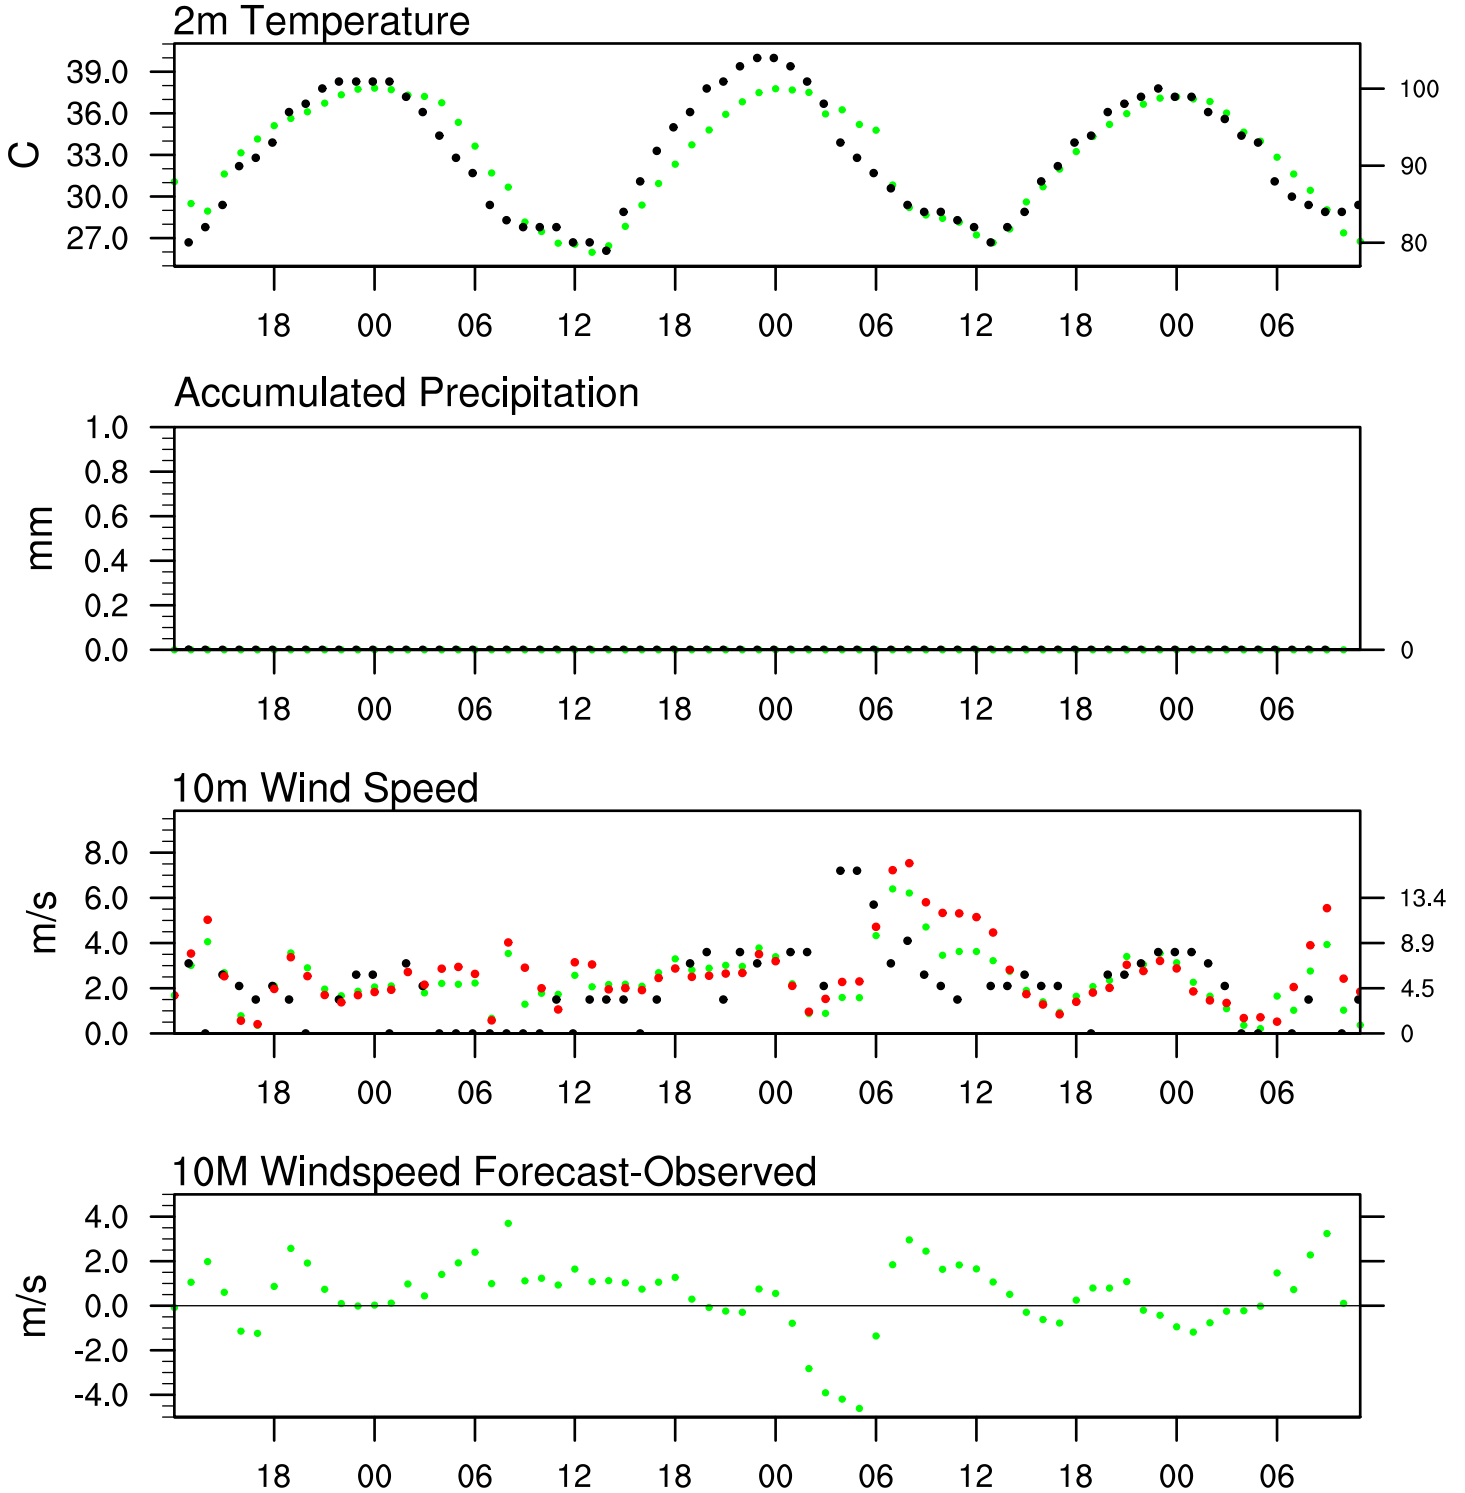 2m Temperature
39.0
36.0
33.0
30.0
27.0
C
100
90
80
18 00 06 12 18 00 06 12 18 00 06
Accumulated Precipitation
1.0
0.8
0.6
0.4
0.2
0.0
mm
0
18 00 06 12 18 00 06 12 18 00 06
10m Wind Speed
8.0
6.0
4.0
2.0
0.0
m/s
13.4
8.9
4.5
0
18 00 06 12 18 00 06 12 18 00 06
10M Windspeed Forecast-Observed
4.0
2.0
0.0
-2.0
-4.0
m/s
18 00 06 12 18 00 06 12 18 00 06